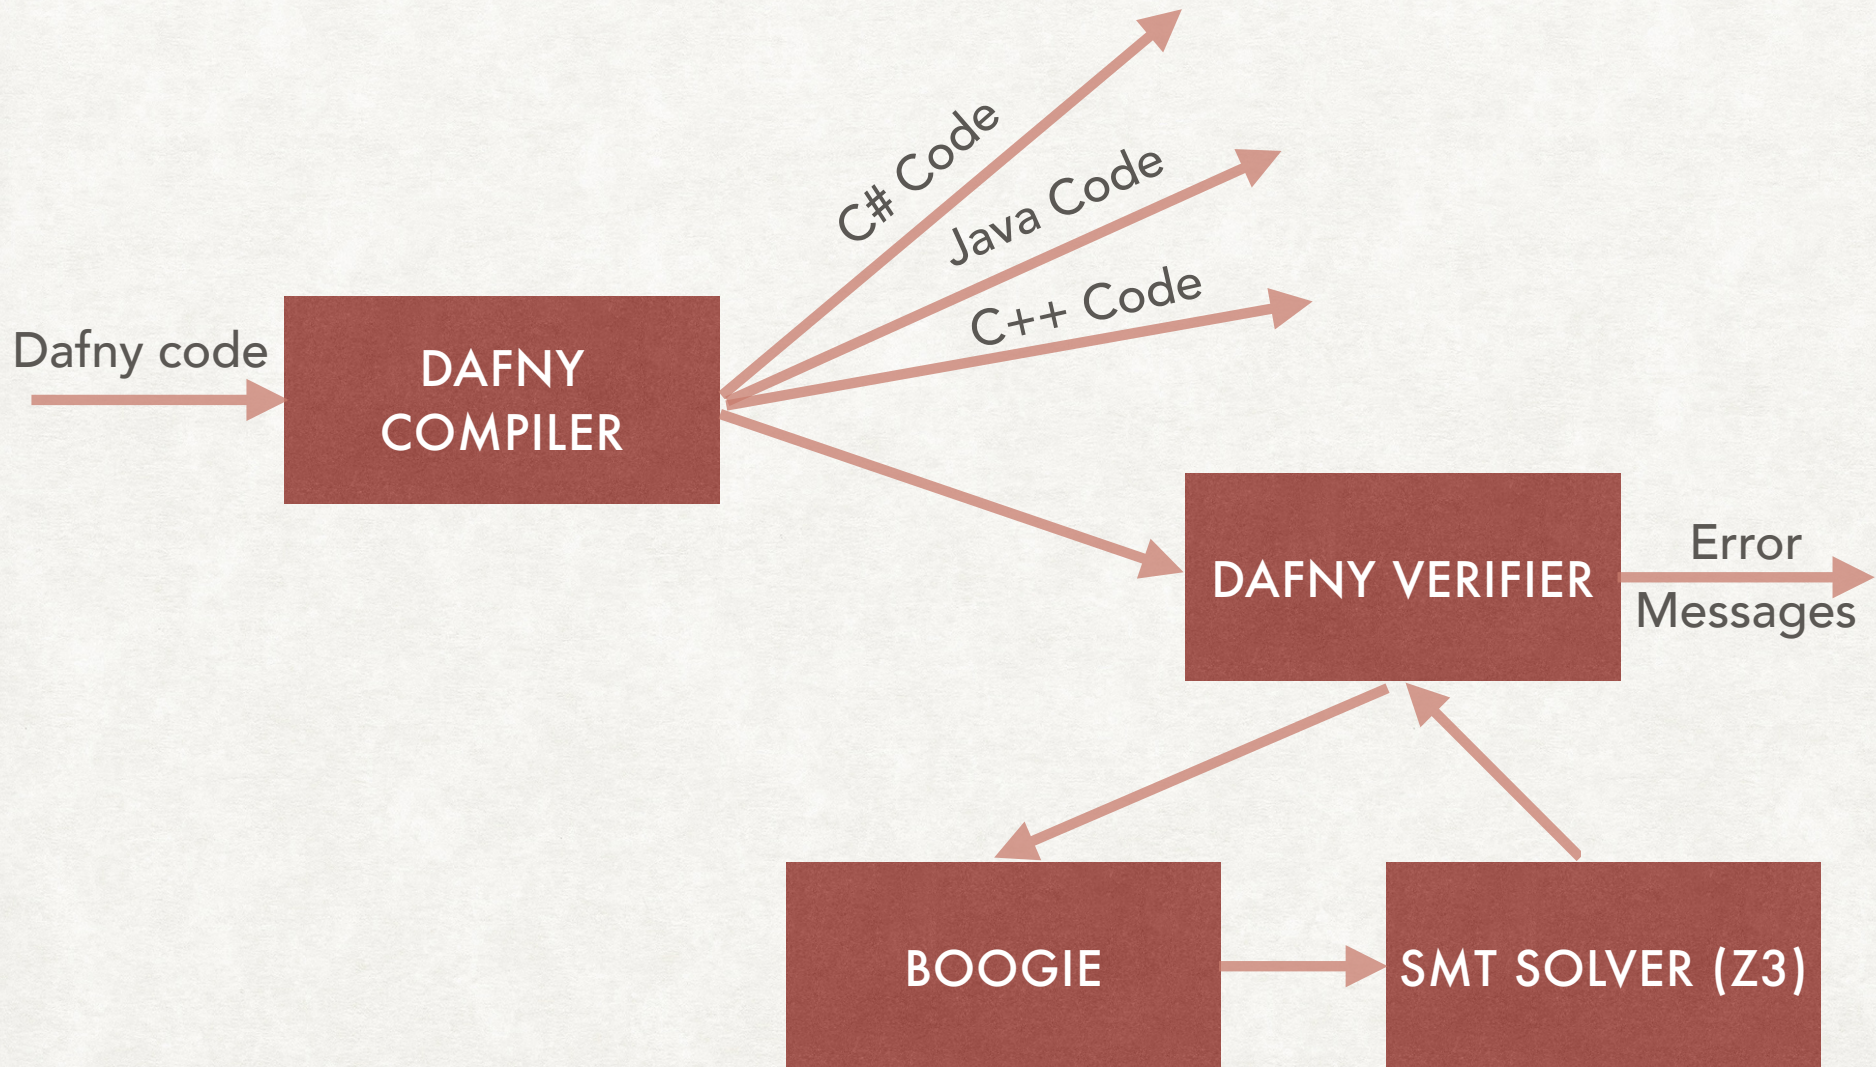 C# Code
Java Code
C++ Code
Dafny code
DAFNY
COMPILER
DAFNY VERIFIER
Error
Messages
BOOGIE
SMT SOLVER (Z3)